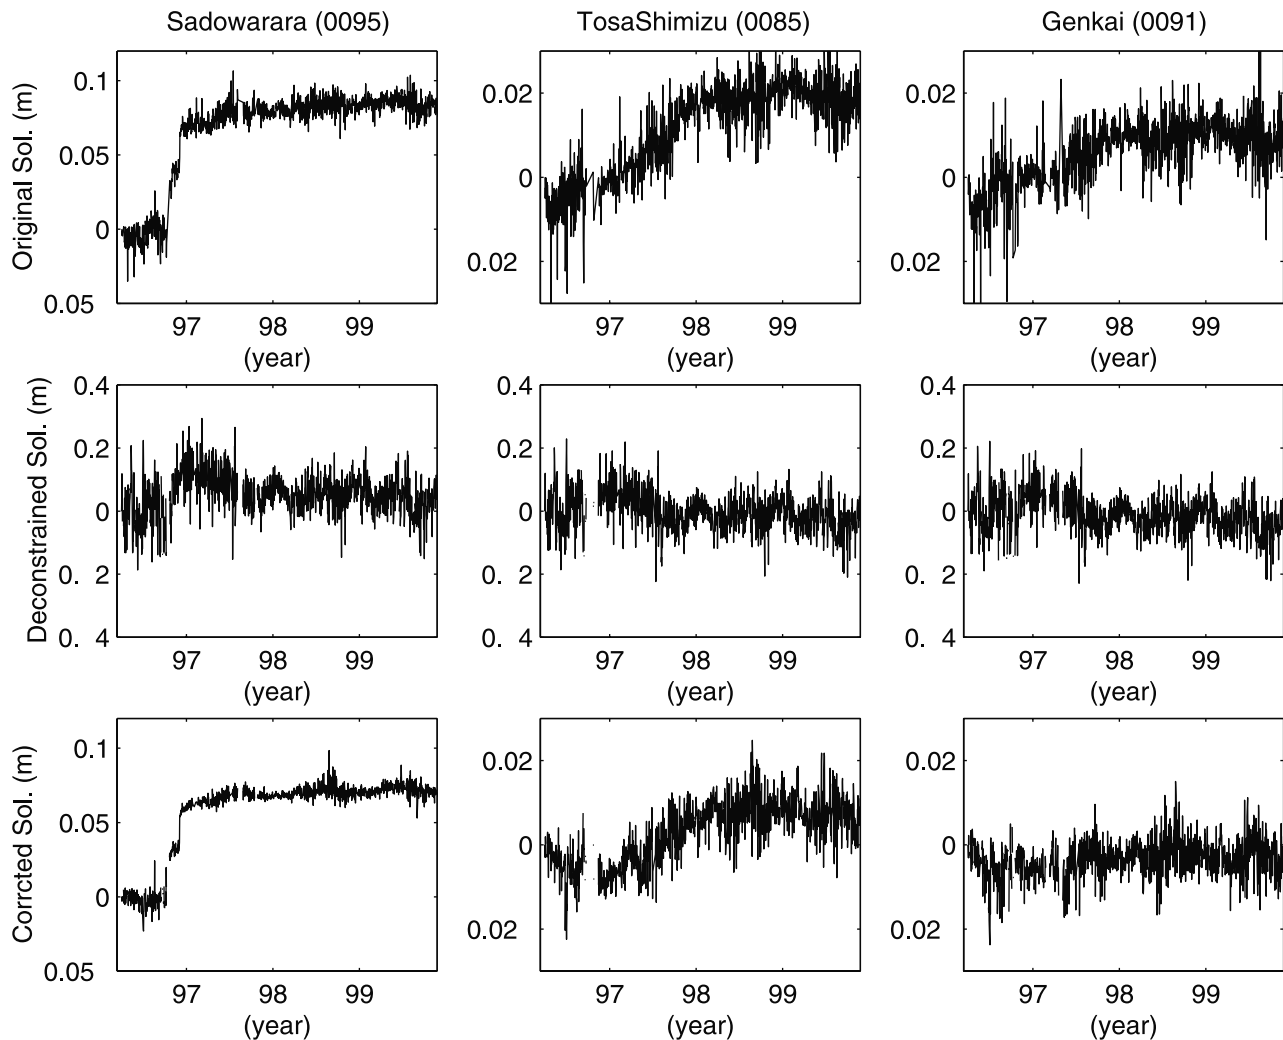 Sadowarara (0095) TosaShimizu (0085) Genkai (0091)
Original Sol. (m)
0.1 0.02 0.02
0.05
0 0 0
0.02 0.02
0.05
97 98 99 97 98 99 97 98 99
(year) (year) (year)
Deconstrained Sol. (m)
0.4 0.4 0.4
0.2 0.2 0.2
0 0 0
0. 2 0. 2 0. 2
0. 4 0. 4 0. 4
97 98 99 97 98 99 97 98 99
(year) (year) (year)
Corrcted Sol. (m)
0.1 0.02 0.02
0.05
0 0 0
0.02 0.02
0.05
97 98 99 97 98 99 97 98 99
(year) (year) (year)